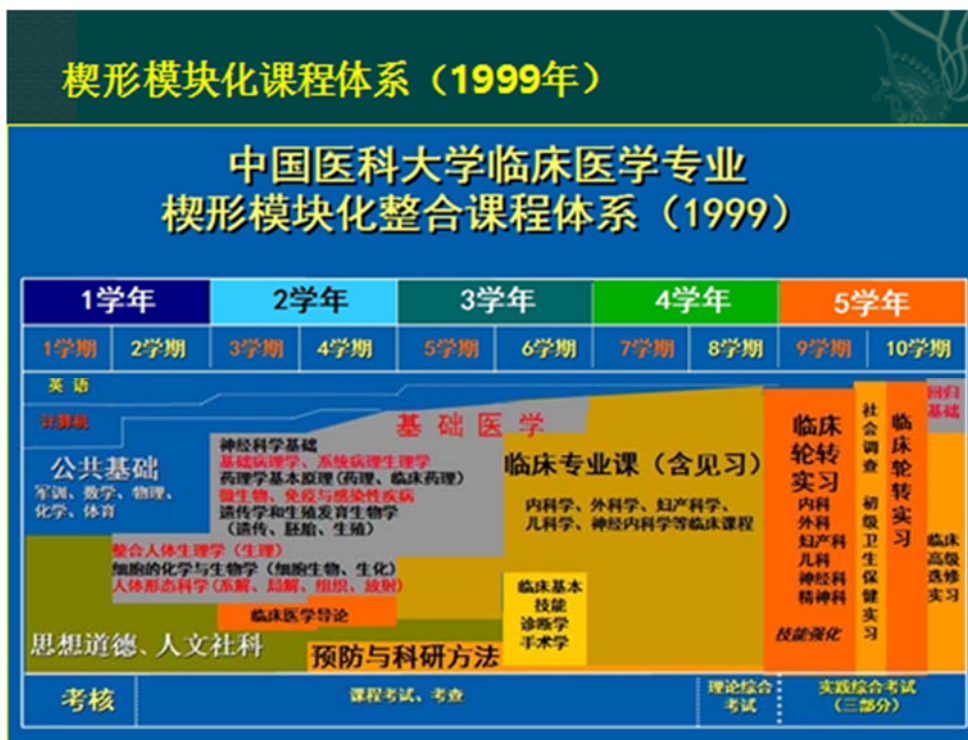 楔形模块化课程体系（1999年）
中国医科大学临床医学专业
楔形模块化整合课程体系（1999）
1学年 2学年 3学年 4学年 5学年
1学期 2学期 3学期 4学期 5学期 6学期 7学期 8学期 9学期 10学期
英 语
计算机
公共基础
军训、数学、物理、
化学、体育
基 础 医 学
神经科学基础
基础病理学、系统病理生理学
药理学基本原理(药理、临床药理)
微生物、免疫与感染性疾病
遗传学和生殖发育生物学
（遗传、胚胎、生殖)
整合人体生理学（生理)
细胞的化学与生物学（细胞生物、生化）
人体形态科学(系解、局解、组织、放射)
临床医学导论
思想道德、人文社科
预防与科研方法
临床专业课（含见习）
内科学、外科学、妇产科学、
儿科学、神经内科学等临床课程
临床基本
技能
诊断学
手术学
临床
轮转
实习
内科
外科
妇产科
儿科
神经科
精神科
技能强化
社会调查 初级卫生保健实习
临床轮转实习
回归
基础
临床
高级
选修
实习
考核
课程考试、考查
理论综合
考试
实践综合考试
（三部分）